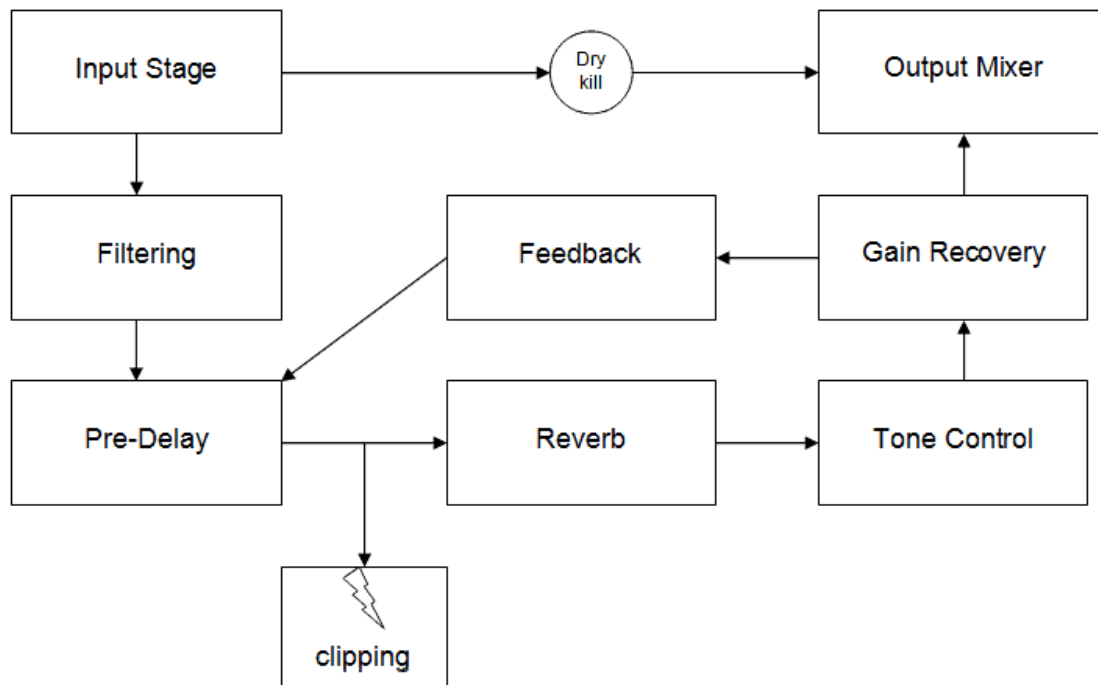 Input Stage
Dry
kill
Output Mixer
Filtering
Feedback
Gain Recovery
Pre-Delay
Reverb
Tone Control
clipping